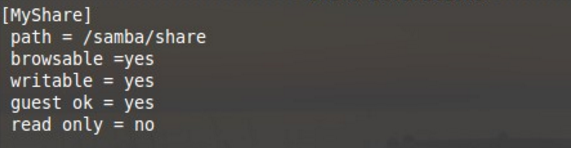 [MyShare]
path = /samba/share
browsable =yes
writable = yes
guest ok = yes
read only = no